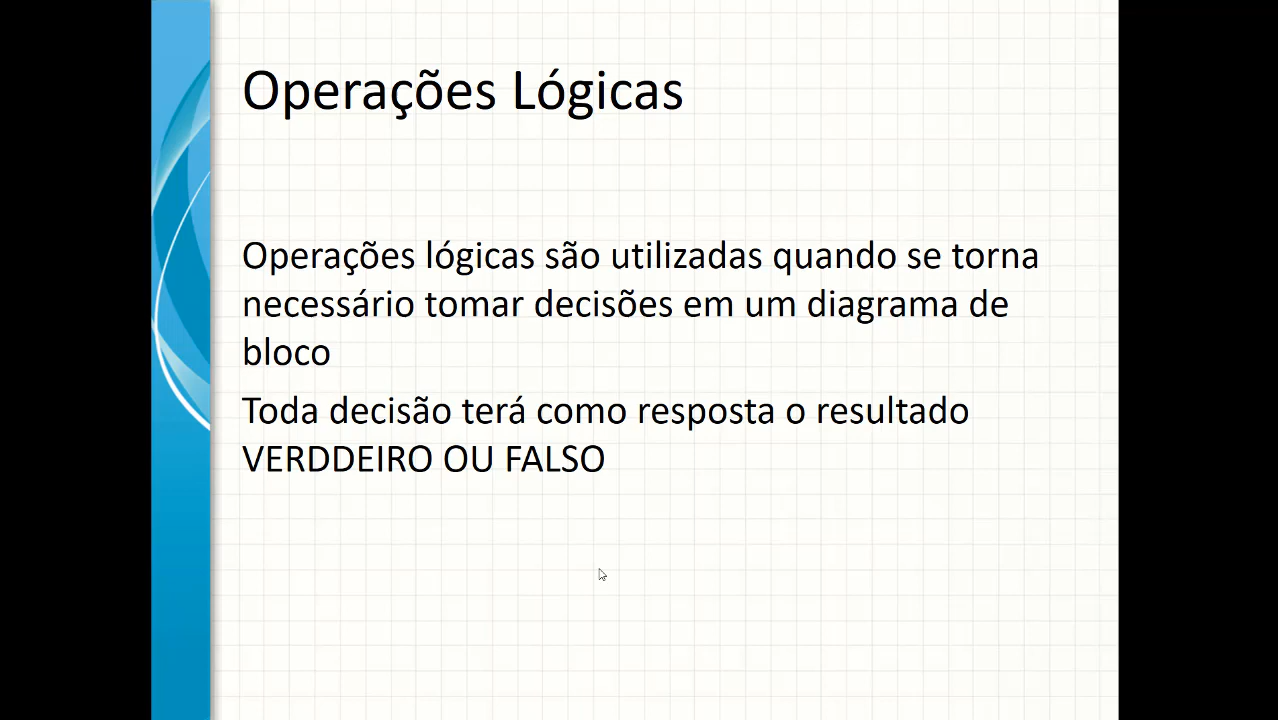 Operações Lógicas
Operações lógicas são utilizadas quando se torna
necessário tomar decisões em um diagrama de
bloco
Toda decisão terá como resposta o resultado
VERDDEIRO OU FALSO